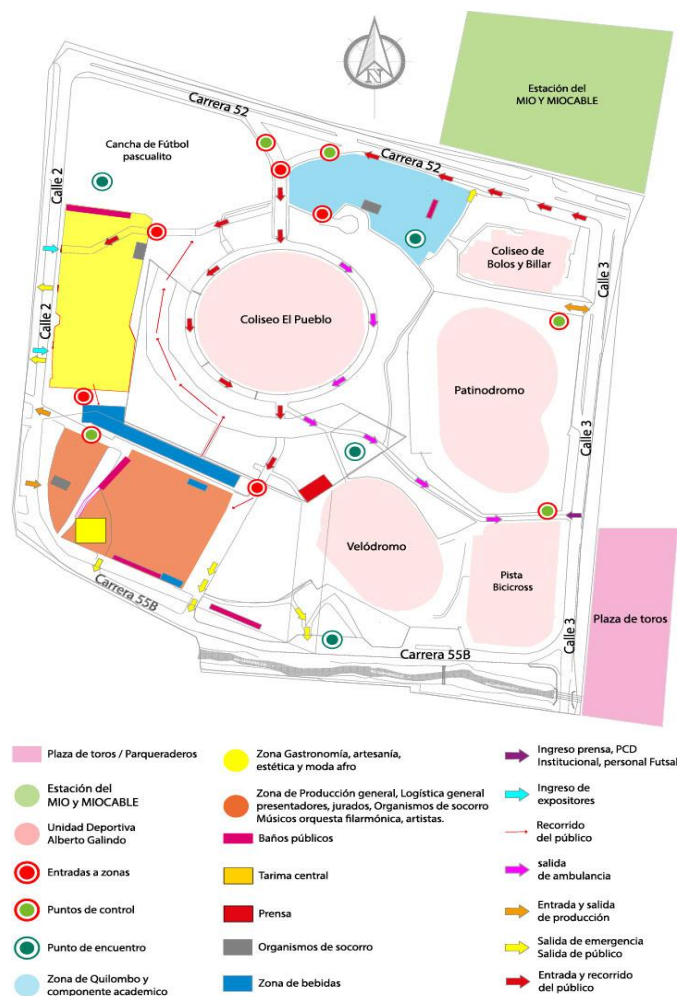 Estación del
MIO Y MIOCABLE
Carrera 52
N
Cancha de Fútbol
pascualito
Carrera 52
Calle 2
Coliseo de
Bolos y Billar
Calle 3
Calle 2
Coliseo El Pueblo
Patinodromo
Calle 3
Velódromo
Pista
Bicicross
Plaza de toros
Carrera 55B
Calle 3
Carrera 55B
Plaza de toros / Parqueraderos
Estación del
MIO y MIOCABLE
Unidad Deportiva
Alberto Galindo
Entradas a zonas
Puntos de control
Punto de encuentro
Zona de Quilombo y
componente academico
Zona Gastronomía, artesanía,
estética y moda afro
Zona de Producción general, Logística general
presentadores, jurados, Organismos de socorro
Músicos orquesta filarmónica, artistas.
Baños públicos
Tarima central
Prensa
Organismos de socorro
Zona de bebidas
Ingreso prensa, PCD
Institucional, personal Futsal
Ingreso de
expositores
Recorrido
del público
salida
de ambulancia
Entrada y salida
de producción
Salida de emergencia
Salida de público
Entrada y recorrido
del público